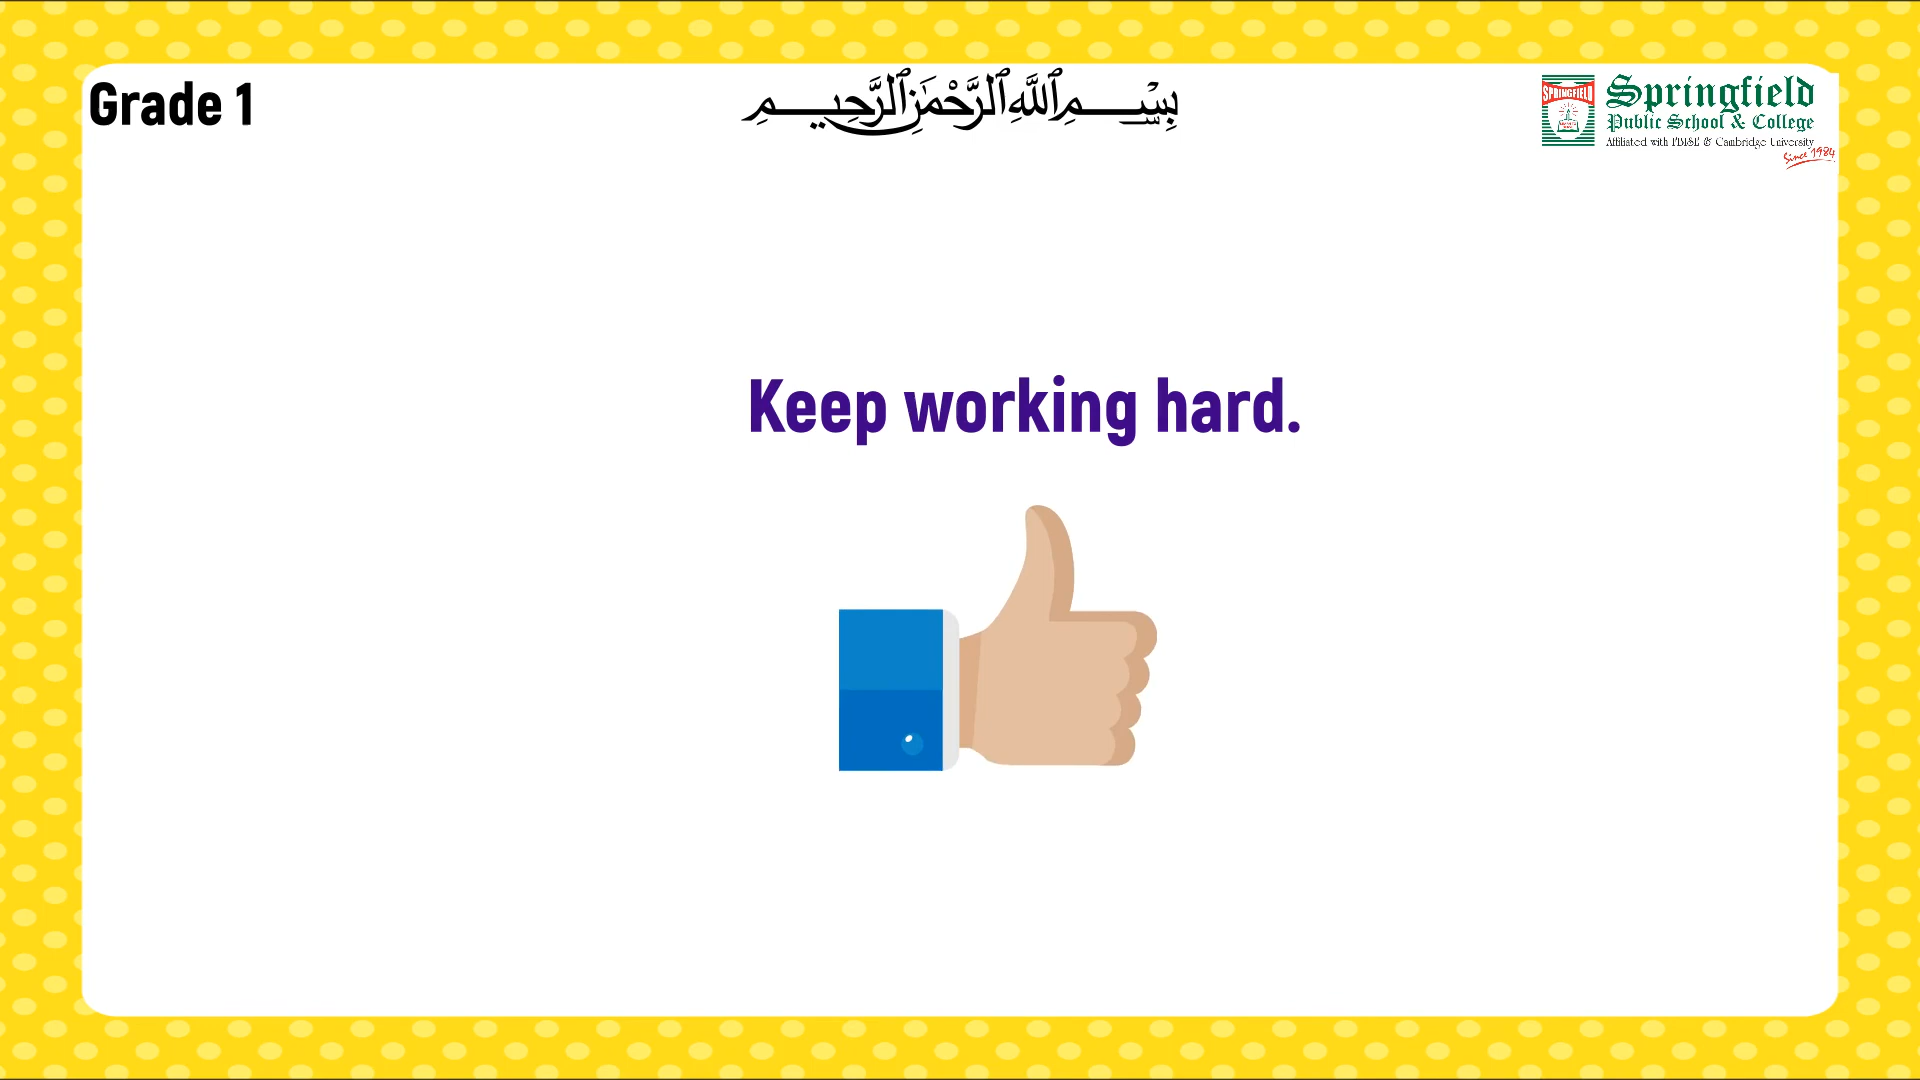 Grade 1
بِسْمِ ٱللَّهِ ٱلرَّحْمَٰنِ ٱلرَّحِيمِ
SPRINGFIELD
Springfield
Public School & College
Affiliated with FBISE & Cambridge University
Since 1984
Keep working hard.